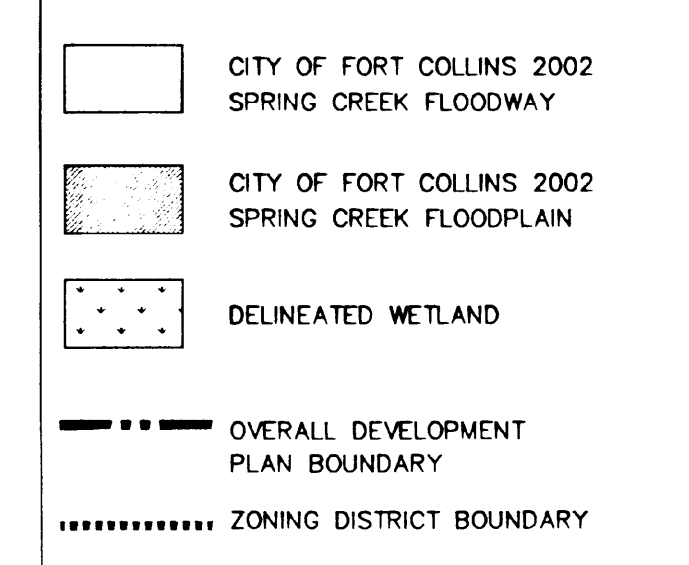 CITY OF FORT COLLINS 2002
SPRING CREEK FLOODWAY
CITY OF FORT COLLINS 2002
SPRING CREEK FLOODPLAIN
DELINEATED WETLAND
OVERALL DEVELOPMENT
PLAN BOUNDARY
ZONING DISTRICT BOUNDARY